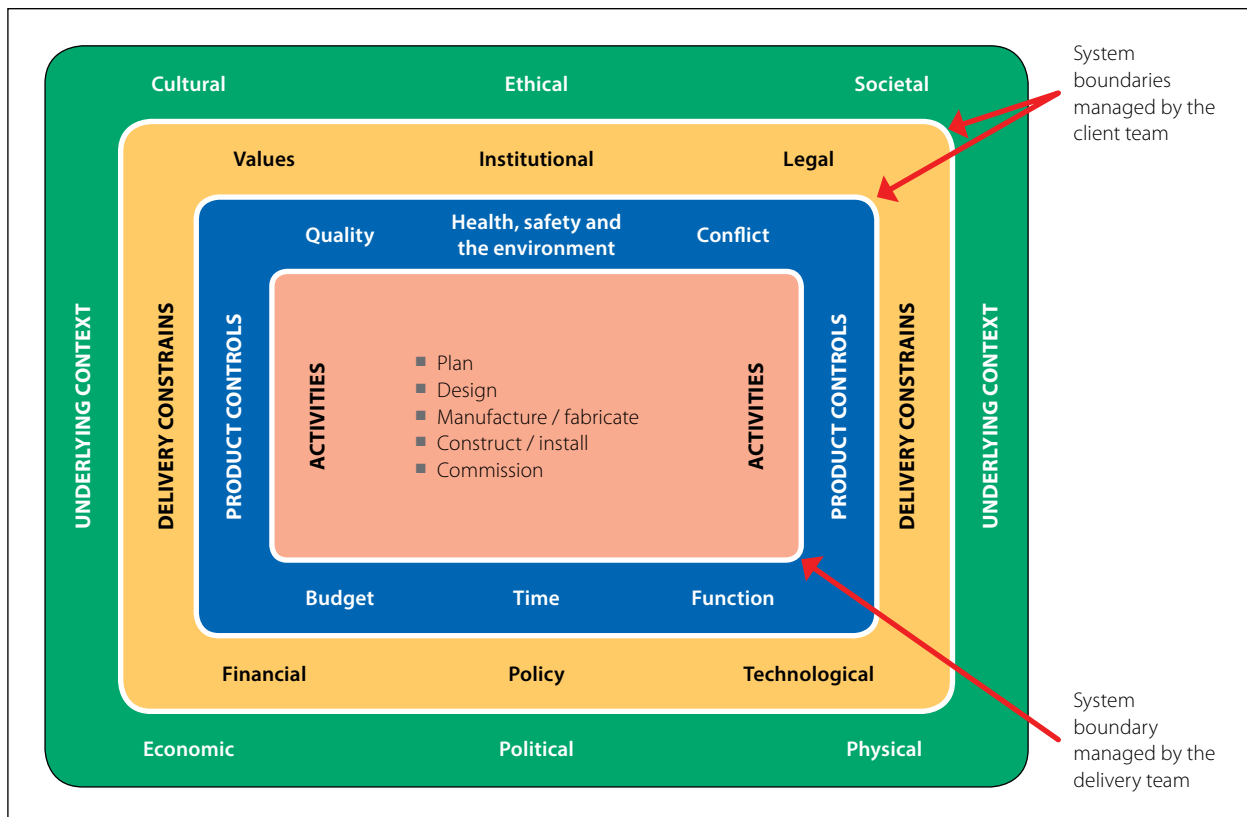 System
boundaries
managed by the
client team
Cultural
Ethical
Societal
Values
Institutional
Legal
Quality
Health, safety and
the environment
Conflict
UNDERLYING CONTEXT
DELIVERY CONSTRAINS
PRODUCT CONTROLS
ACTIVITIES
Plan
Design
Manufacture / fabricate
Construct / install
Commission
ACTIVITIES
PRODUCT CONTROLS
DELIVERY CONSTRAINS
UNDERLYING CONTEXT
Budget
Time
Function
Financial
Policy
Technological
Economic
Political
Physical
System
boundary
managed by the
delivery team